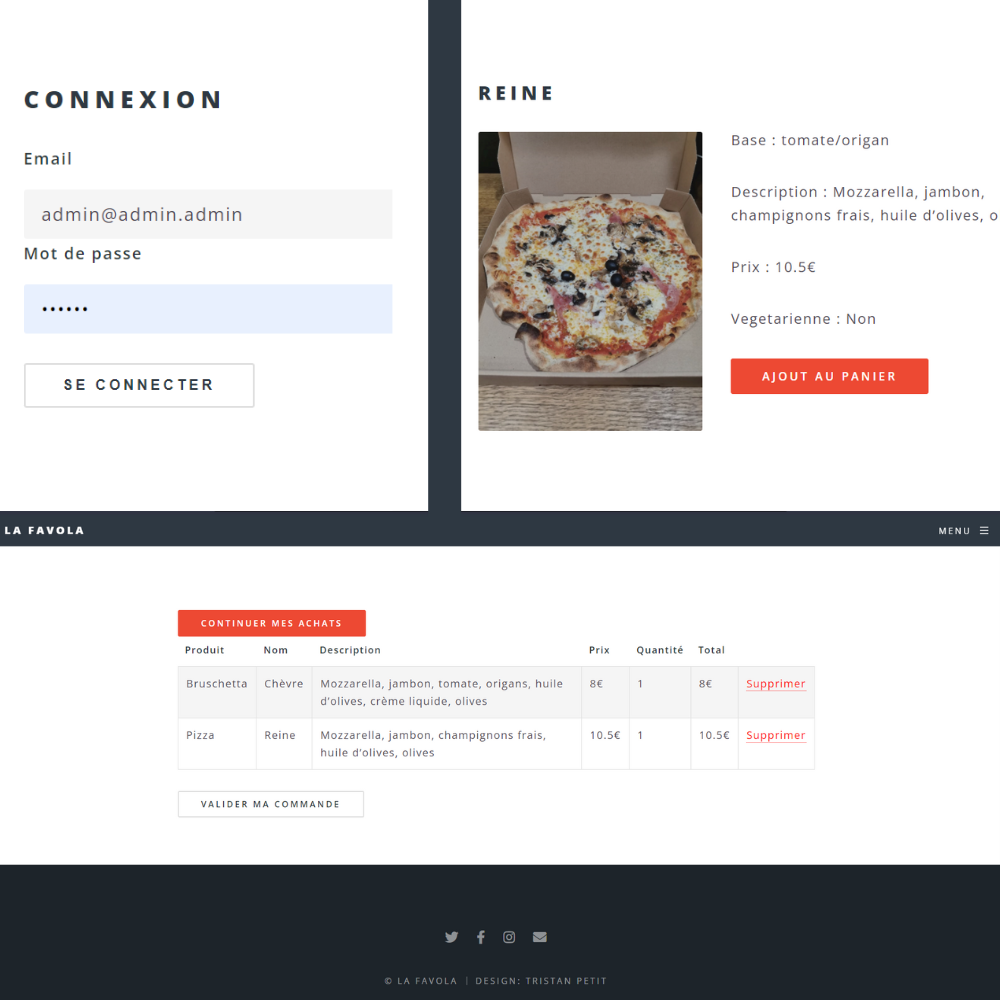 CONNEXION
Email
admin@admin.admin
Mot de passe
••••••
SE CONNECTER
REINE
Base : tomate/origan
Description : Mozzarella, jambon,
champignons frais, huile d'olives, o
Prix : 10.5€
Vegetarienne : Non
AJOUT AU PANIER
LA FAVOLA
MENU
CONTINUER MES ACHATS
Produit Nom Description Prix Quantité Total
Bruschetta Chèvre Mozzarella, jambon, tomate, origans, huile 8€ 1 8€ Supprimer
d'olives, crème liquide, olives
Pizza Reine Mozzarella, jambon, champignons frais, 10.5€ 1 10.5€ Supprimer
huile d'olives, olives
VALIDER MA COMMANDE
© LA FAVOLA | DESIGN: TRISTAN PETIT